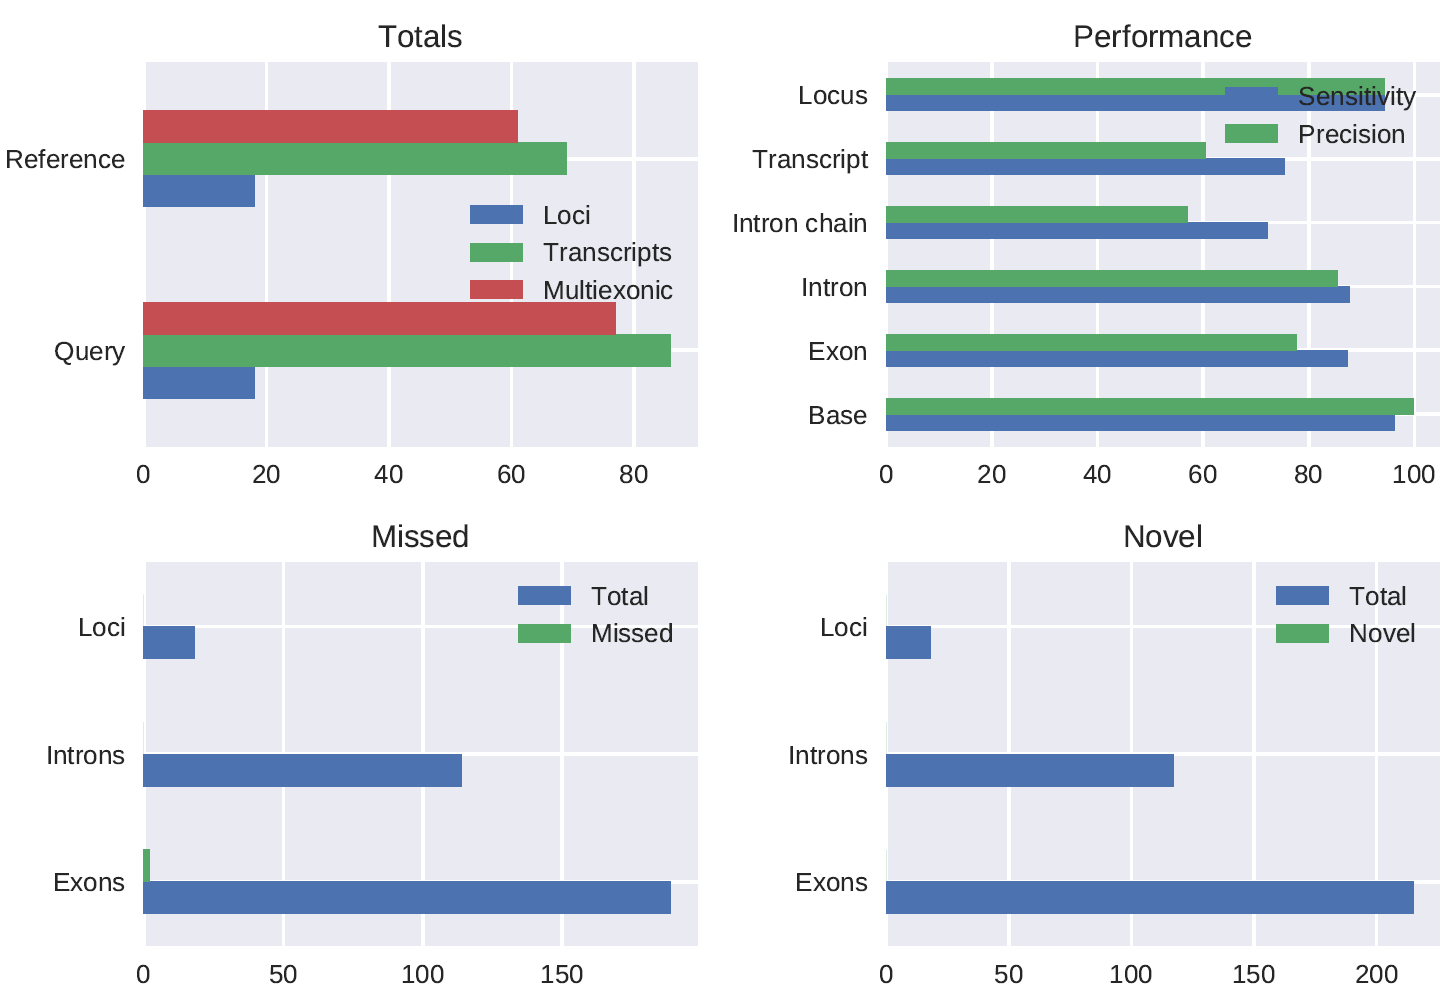 Totals
Reference
Loci
Transcripts
Multiexonic
Query
0 20 40 60 80
Performance
Locus
Sensitivity
Precision
Transcript
Intron chain
Intron
Exon
Base
0 20 40 60 80 100
Missed
Total
Missed
Loci
Introns
Exons
0 50 100 150
Novel
Total
Novel
Loci
Introns
Exons
0 50 100 150 200